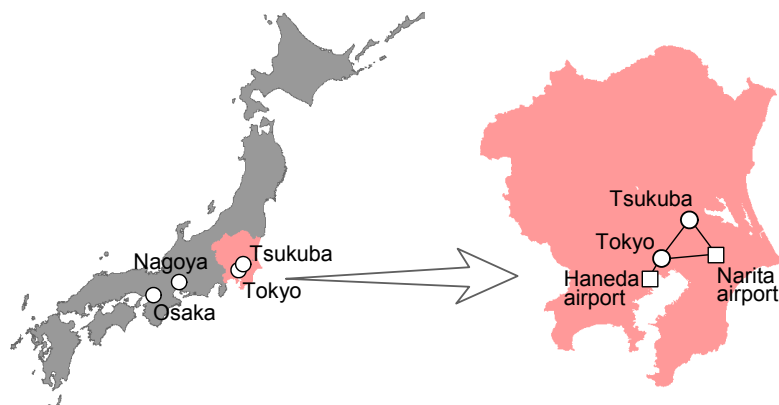 Nagoya
Tsukuba
Tokyo
Osaka
Tsukuba
Tokyo
Haneda
airport
Narita
airport